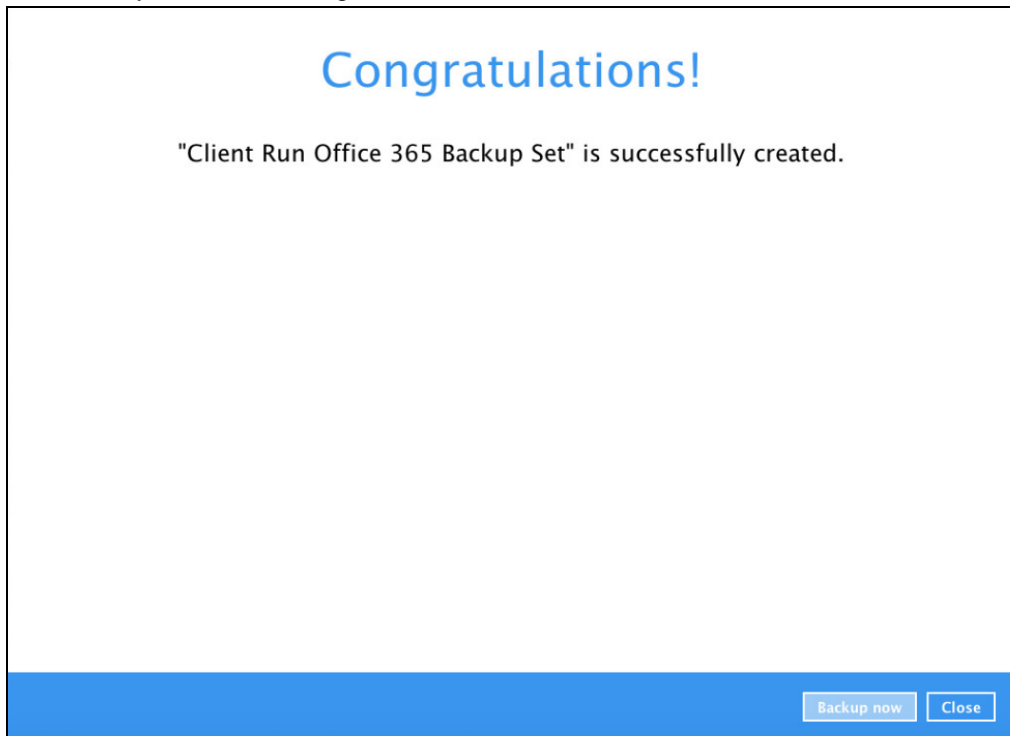 Congratulations!
"Client Run Office 365 Backup Set" is successfully created.
Backup now Close